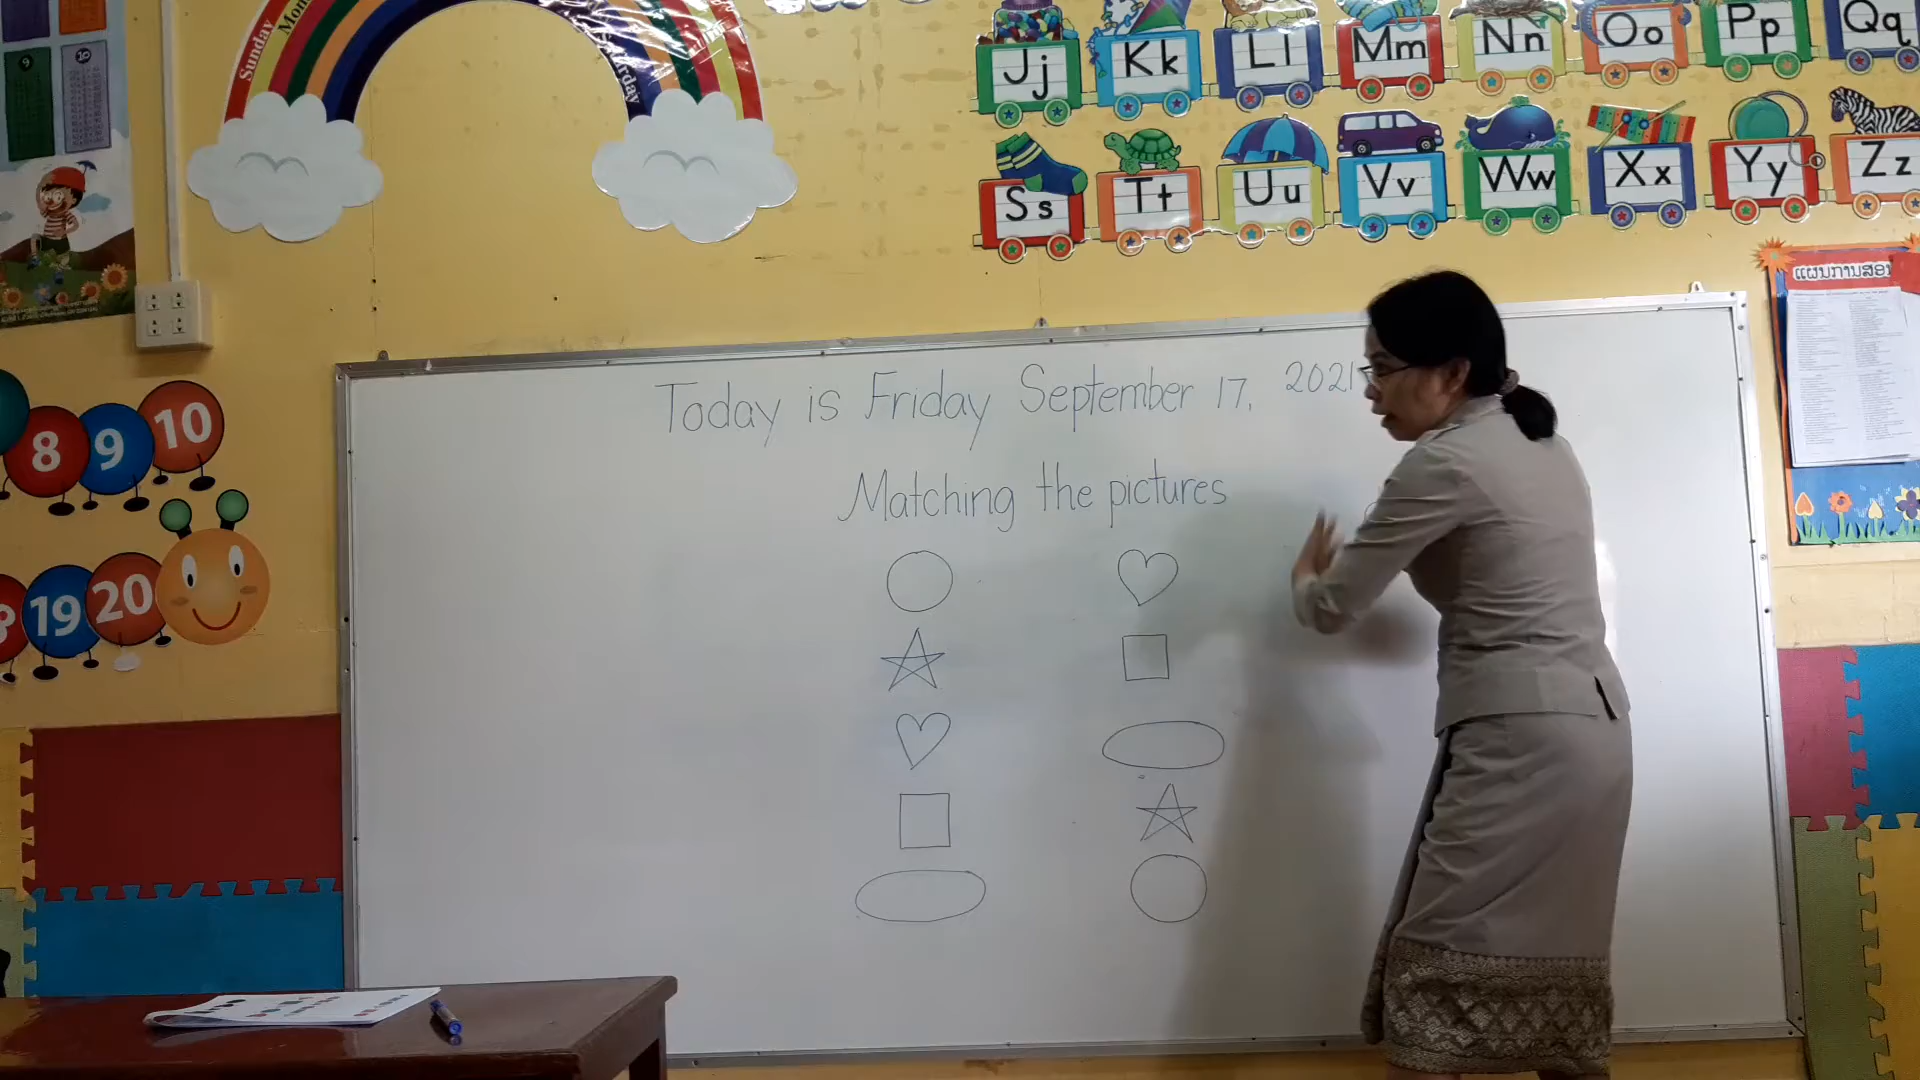 Sunday
Jj Kk Ll Mm Nn Oo Pp Qq
Ss Tt Uu Vv Ww Xx Yy Zz
9 10
ແຜນການສອນ
Today is Friday September 17, 2021
Matching the pictures
8 9 10
19 20